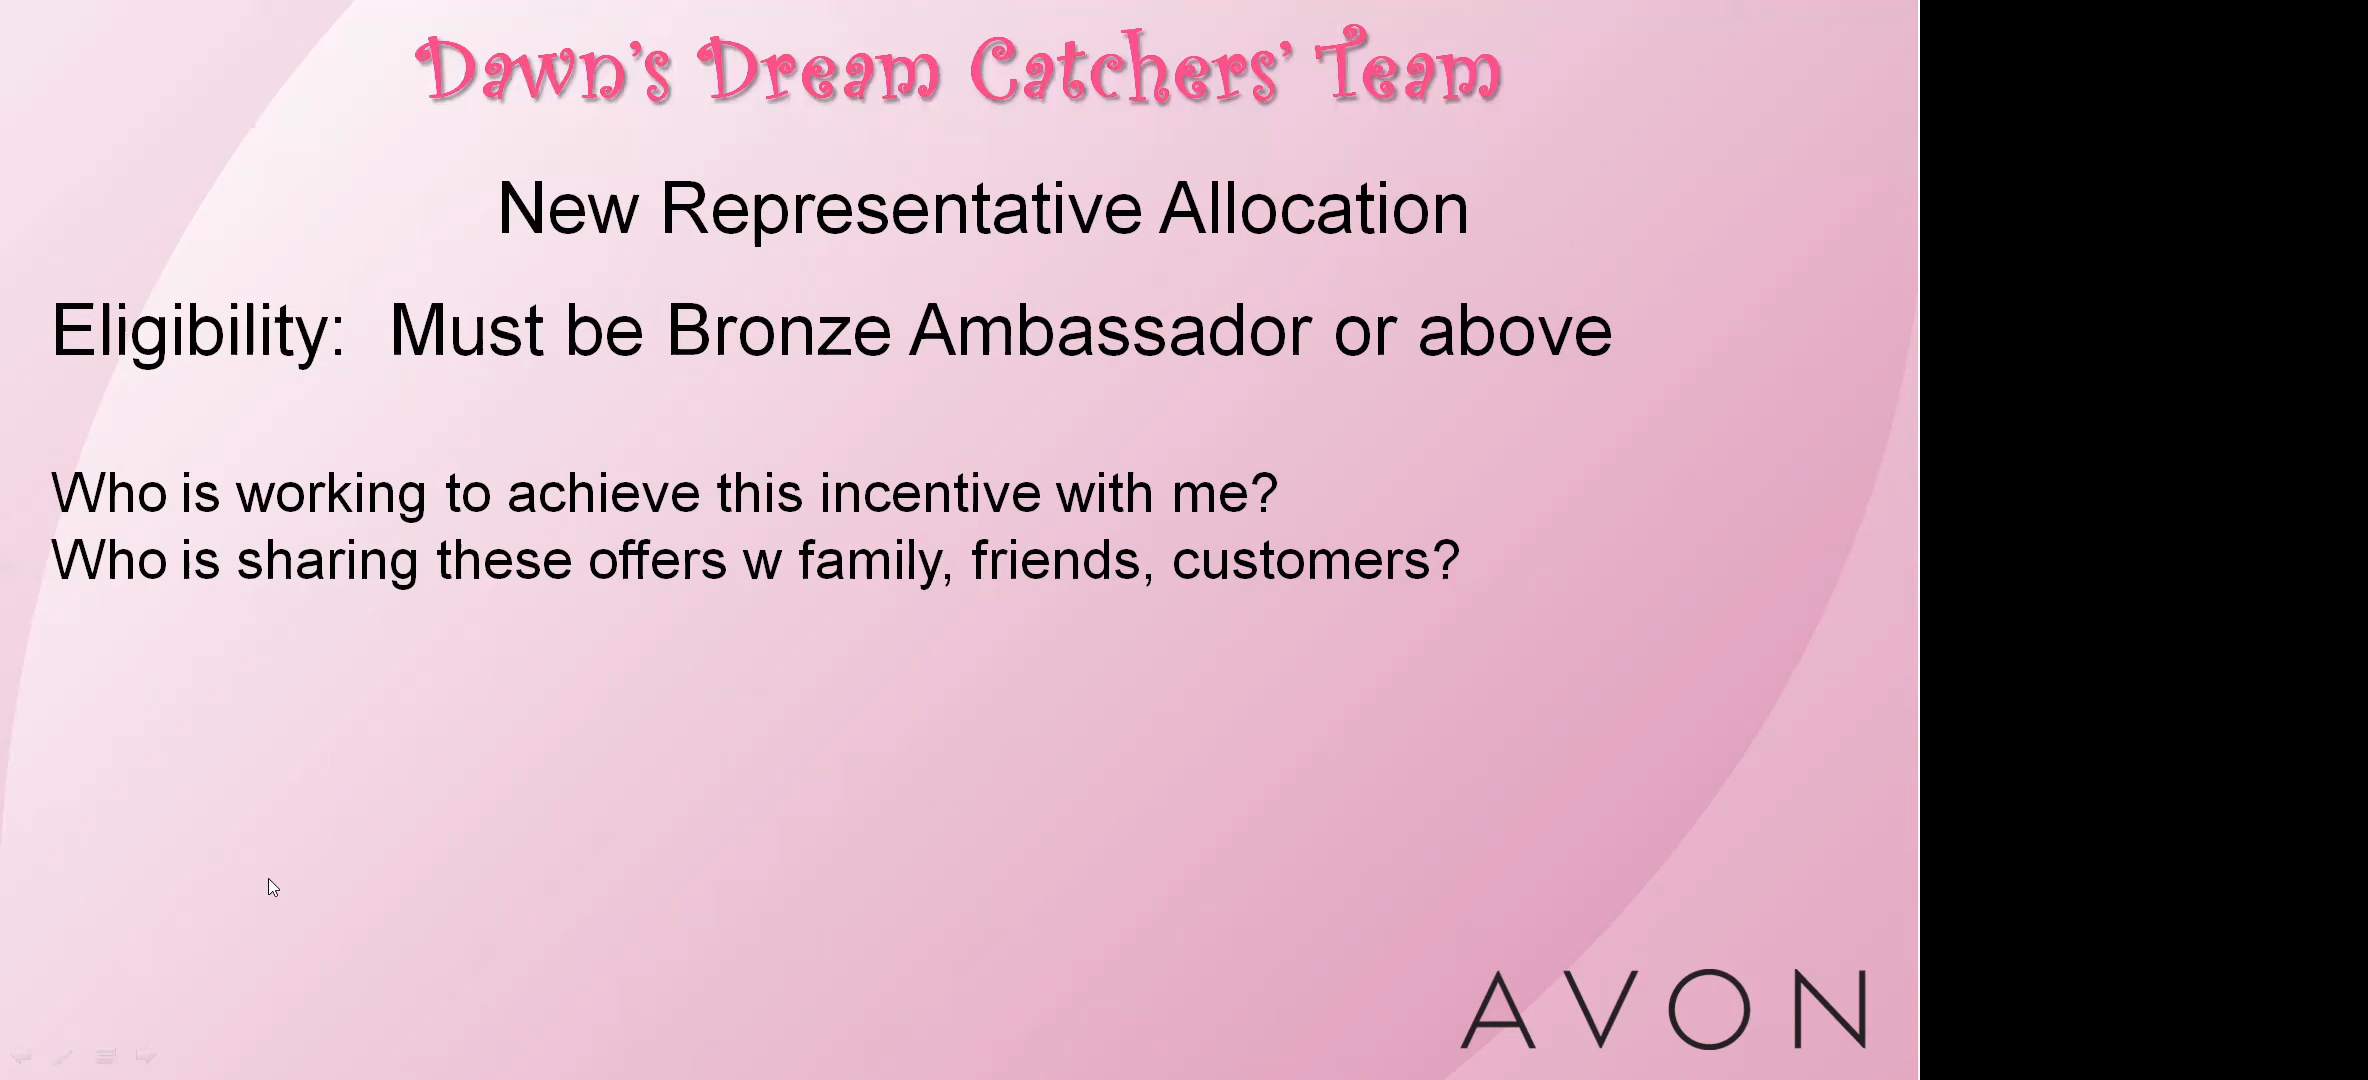 Dawn's Dream Catchers' Team
New Representative Allocation
Eligibility:  Must be Bronze Ambassador or above
Who is working to achieve this incentive with me?
Who is sharing these offers w family, friends, customers?
AVON